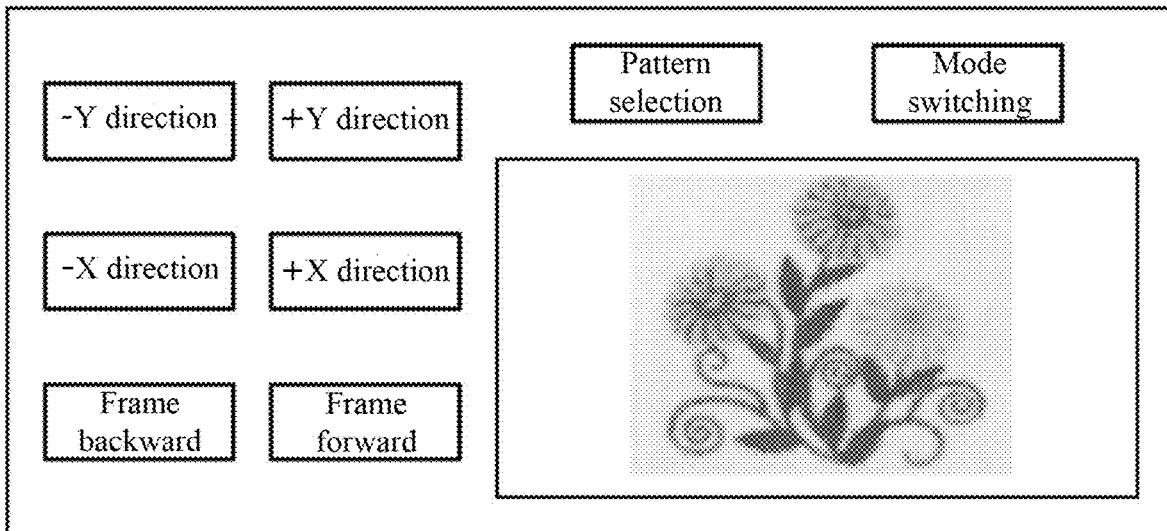 Pattern
selection
Mode
switching
-Y direction
+Y direction
-X direction
+X direction
Frame
backward
Frame
forward